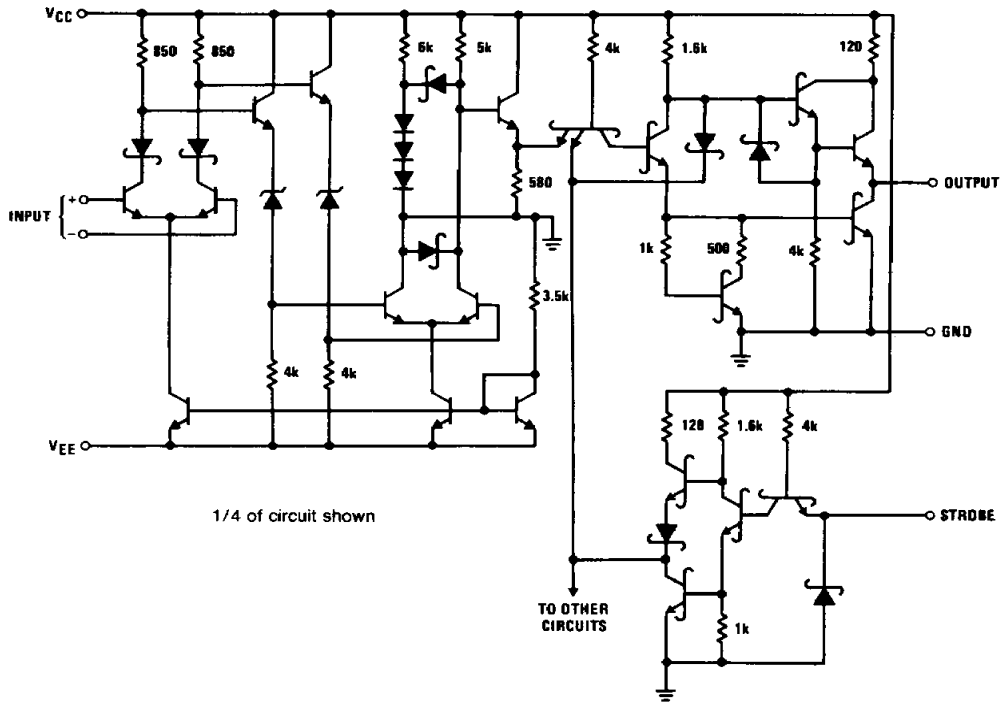 VCC
850
850
6k
5k
4k
1.6k
120
580
INPUT
+
−
OUTPUT
1k
500
4k
3.5k
GND
4k
4k
VEE
120
1.6k
4k
1/4 of circuit shown
STROBE
TO OTHER
CIRCUITS
1k